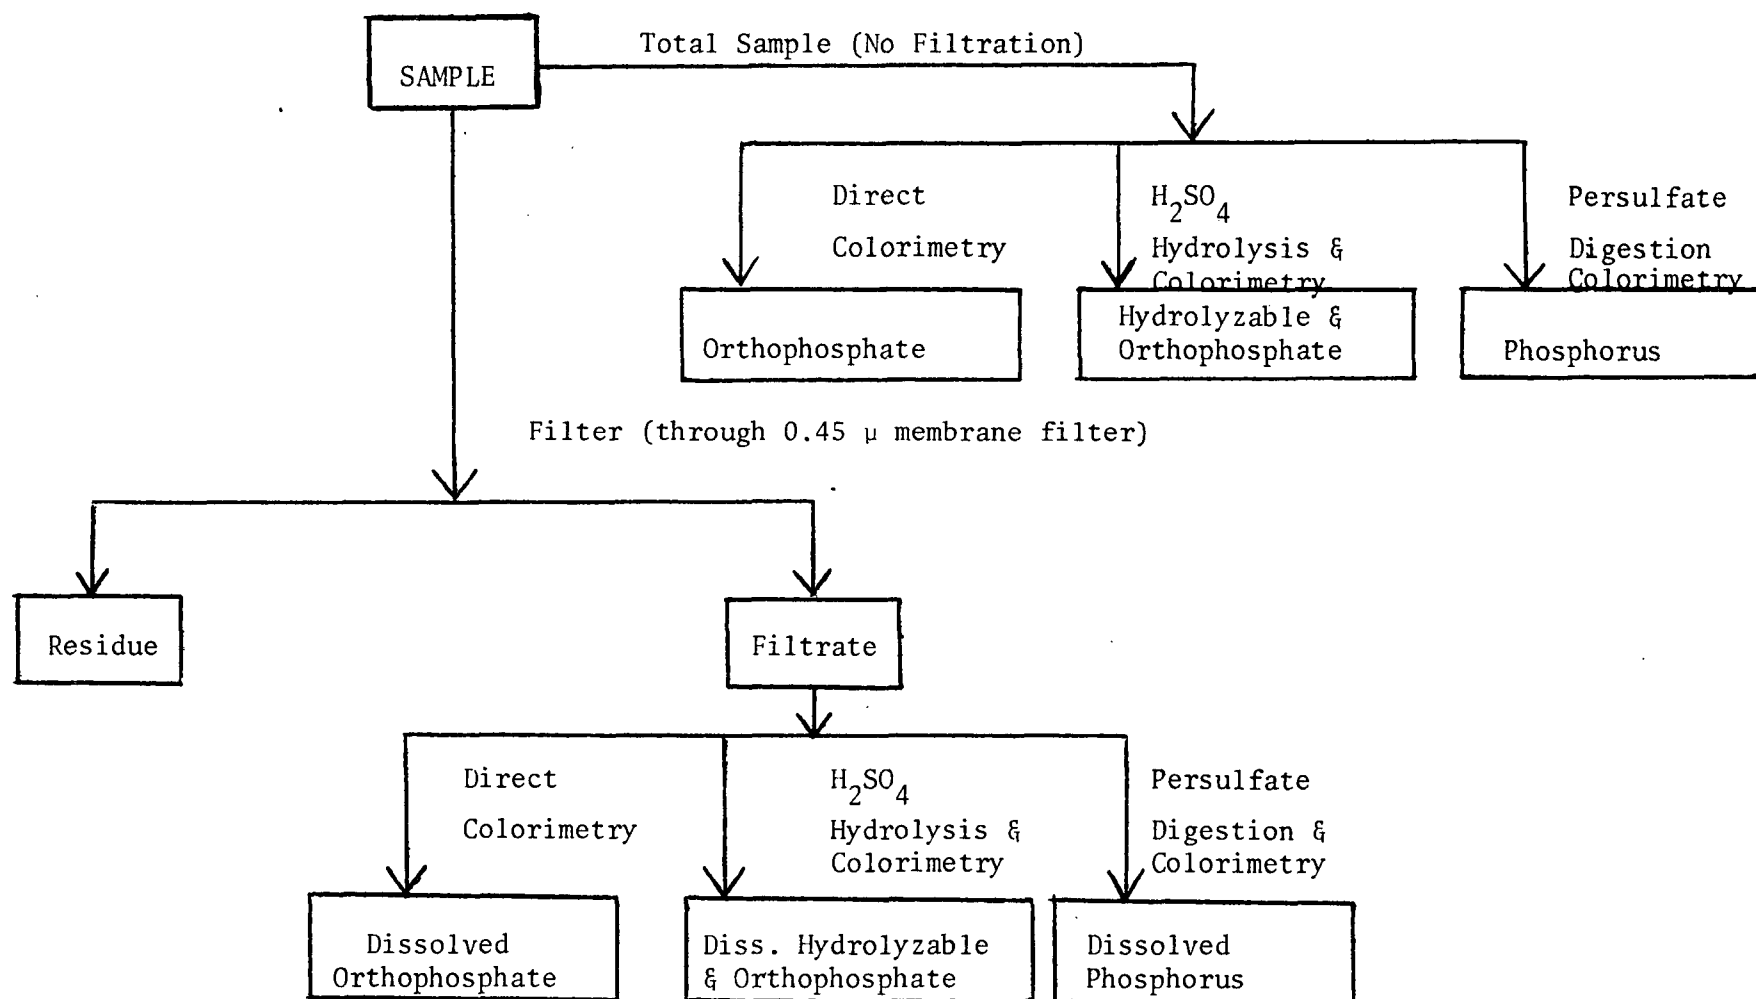 Total Sample (No Filtration)
SAMPLE
Direct
Colorimetry
H₂SO₄
Hydrolysis &
Colorimetry
Persulfate
Digestion
Colorimetry
Orthophosphate
Hydrolyzable &
Orthophosphate
Phosphorus
Filter (through 0.45 μ membrane filter)
Residue
Filtrate
Direct
Colorimetry
H₂SO₄
Hydrolysis &
Colorimetry
Persulfate
Digestion &
Colorimetry
Dissolved
Orthophosphate
Diss. Hydrolyzable
& Orthophosphate
Dissolved
Phosphorus